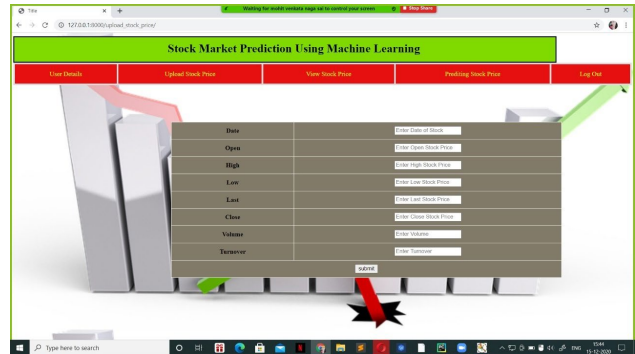 Title
Waiting for mohit venkata naga sai to control your screen
Stop Share
127.0.0.1:8000/upload_stock_price/
Stock Market Prediction Using Machine Learning
User Details
Upload Stock Price
View Stock Price
Prediting Stock Price
Log Out
Date
Enter Date of Stock
Open
Enter Open Stock Price
High
Enter High Stock Price
Low
Enter Low Stock Price
Last
Enter Last Stock Price
Close
Enter Close Stock Price
Volume
Enter Volume
Turnover
Enter Turnover
submit
Type here to search
ENG
15:44
15-12-2020